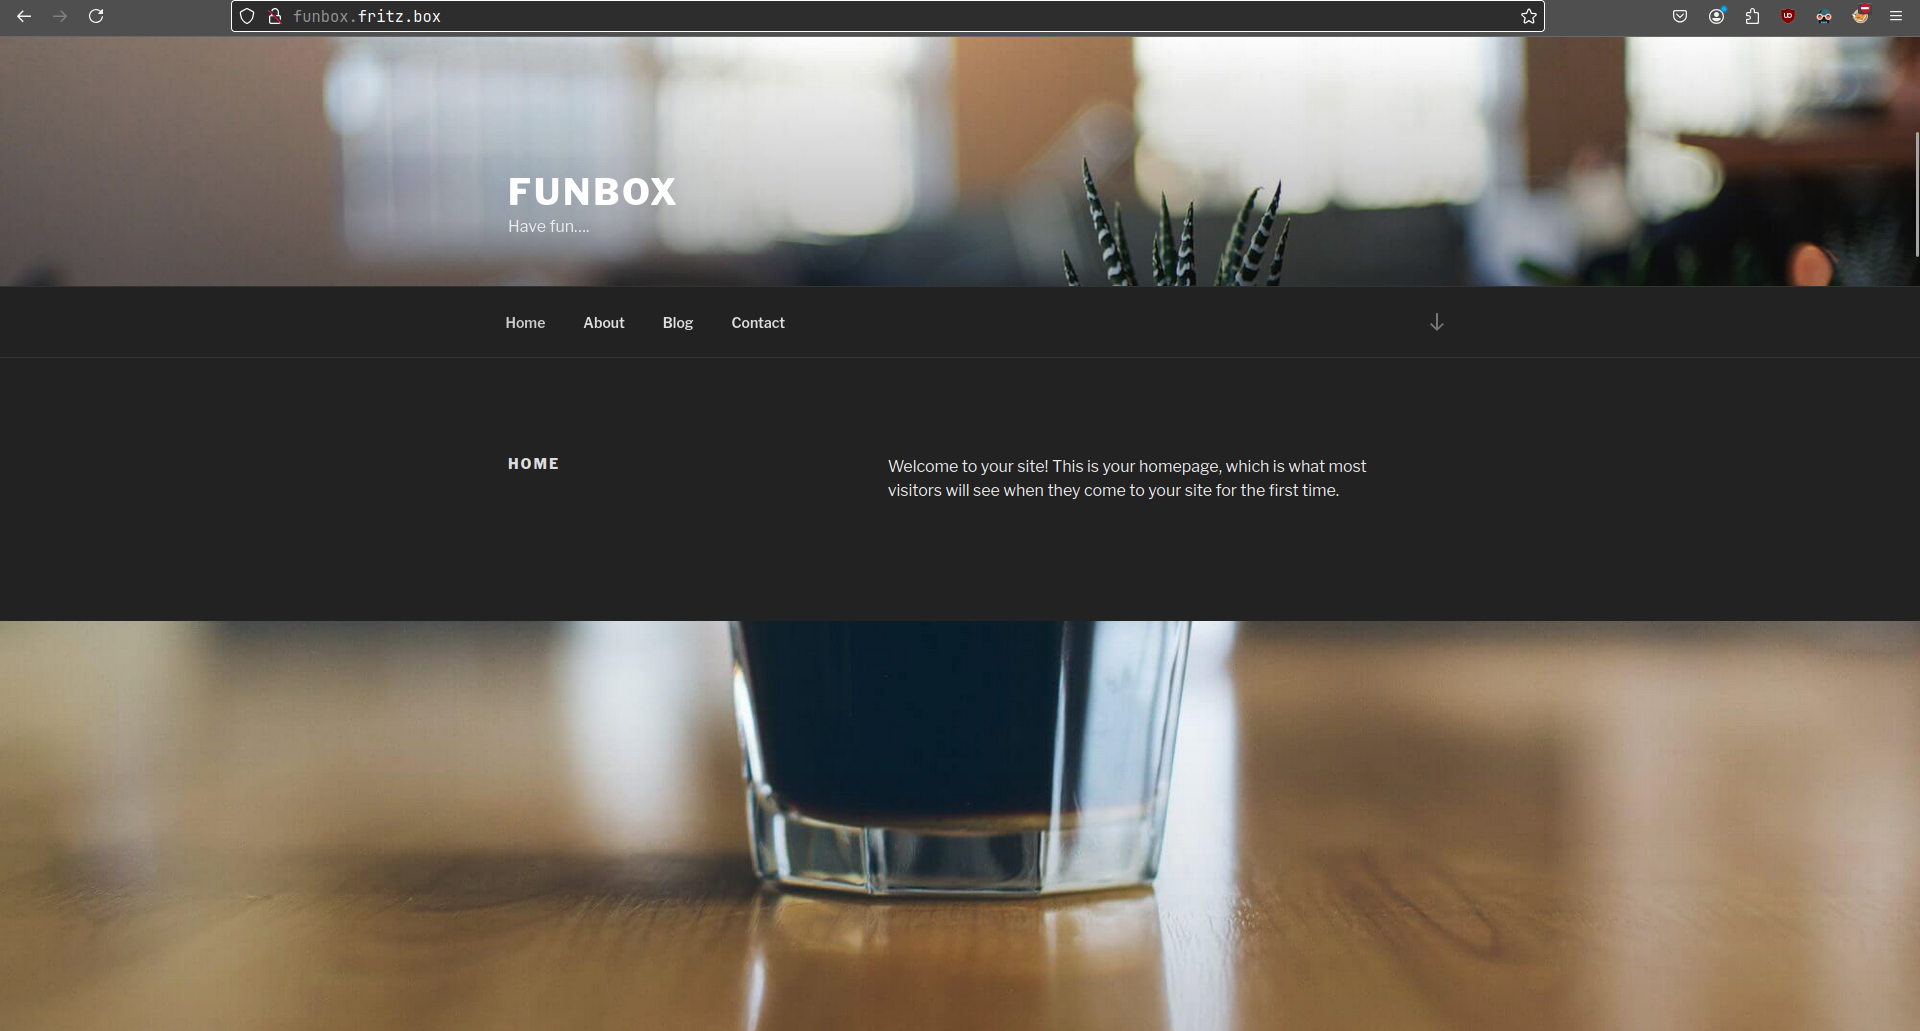 funbox.fritz.box
FUNBOX
Have fun....
Home About Blog Contact
HOME
Welcome to your site! This is your homepage, which is what most
visitors will see when they come to your site for the first time.